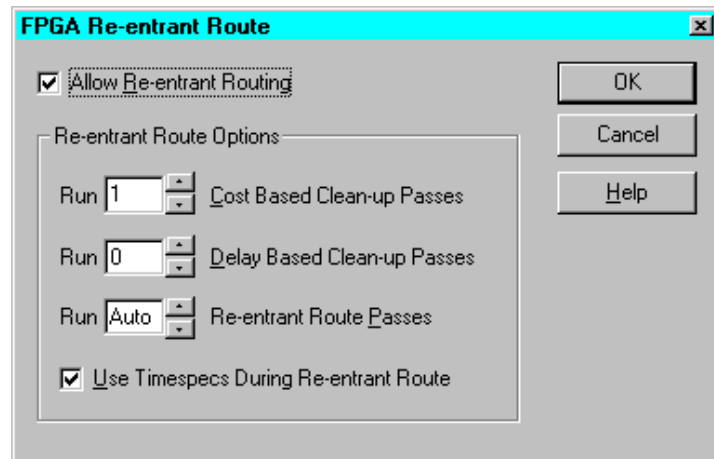 FPGA Re-entrant Route
Allow Re-entrant Routing
OK
Re-entrant Route Options
Cancel
Run 1 Cost Based Clean-up Passes
Help
Run 0 Delay Based Clean-up Passes
Run Auto Re-entrant Route Passes
Use Timespecs During Re-entrant Route